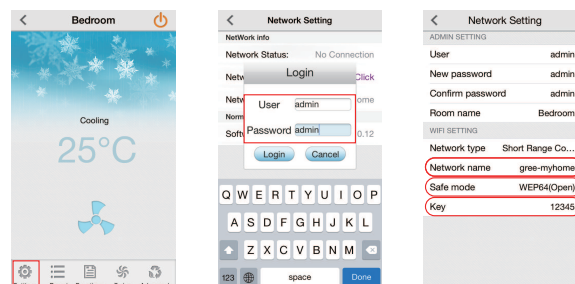 Bedroom
Cooling
25°C
Network Setting
NetWork info
Network Status: No Connection
Click
Login
User admin
Password admin
0.12
Login Cancel
Q W E R T Y U I O P
A S D F G H J K L
Z X C V B N M
123 space Done
Network Setting
ADMIN SETTING
User admin
New password admin
Confirm password admin
Room name Bedroom
WIFI SETTING
Network type Short Range Co...
Network name gree-myhome
Safe mode WEP64(Open)
Key 12345